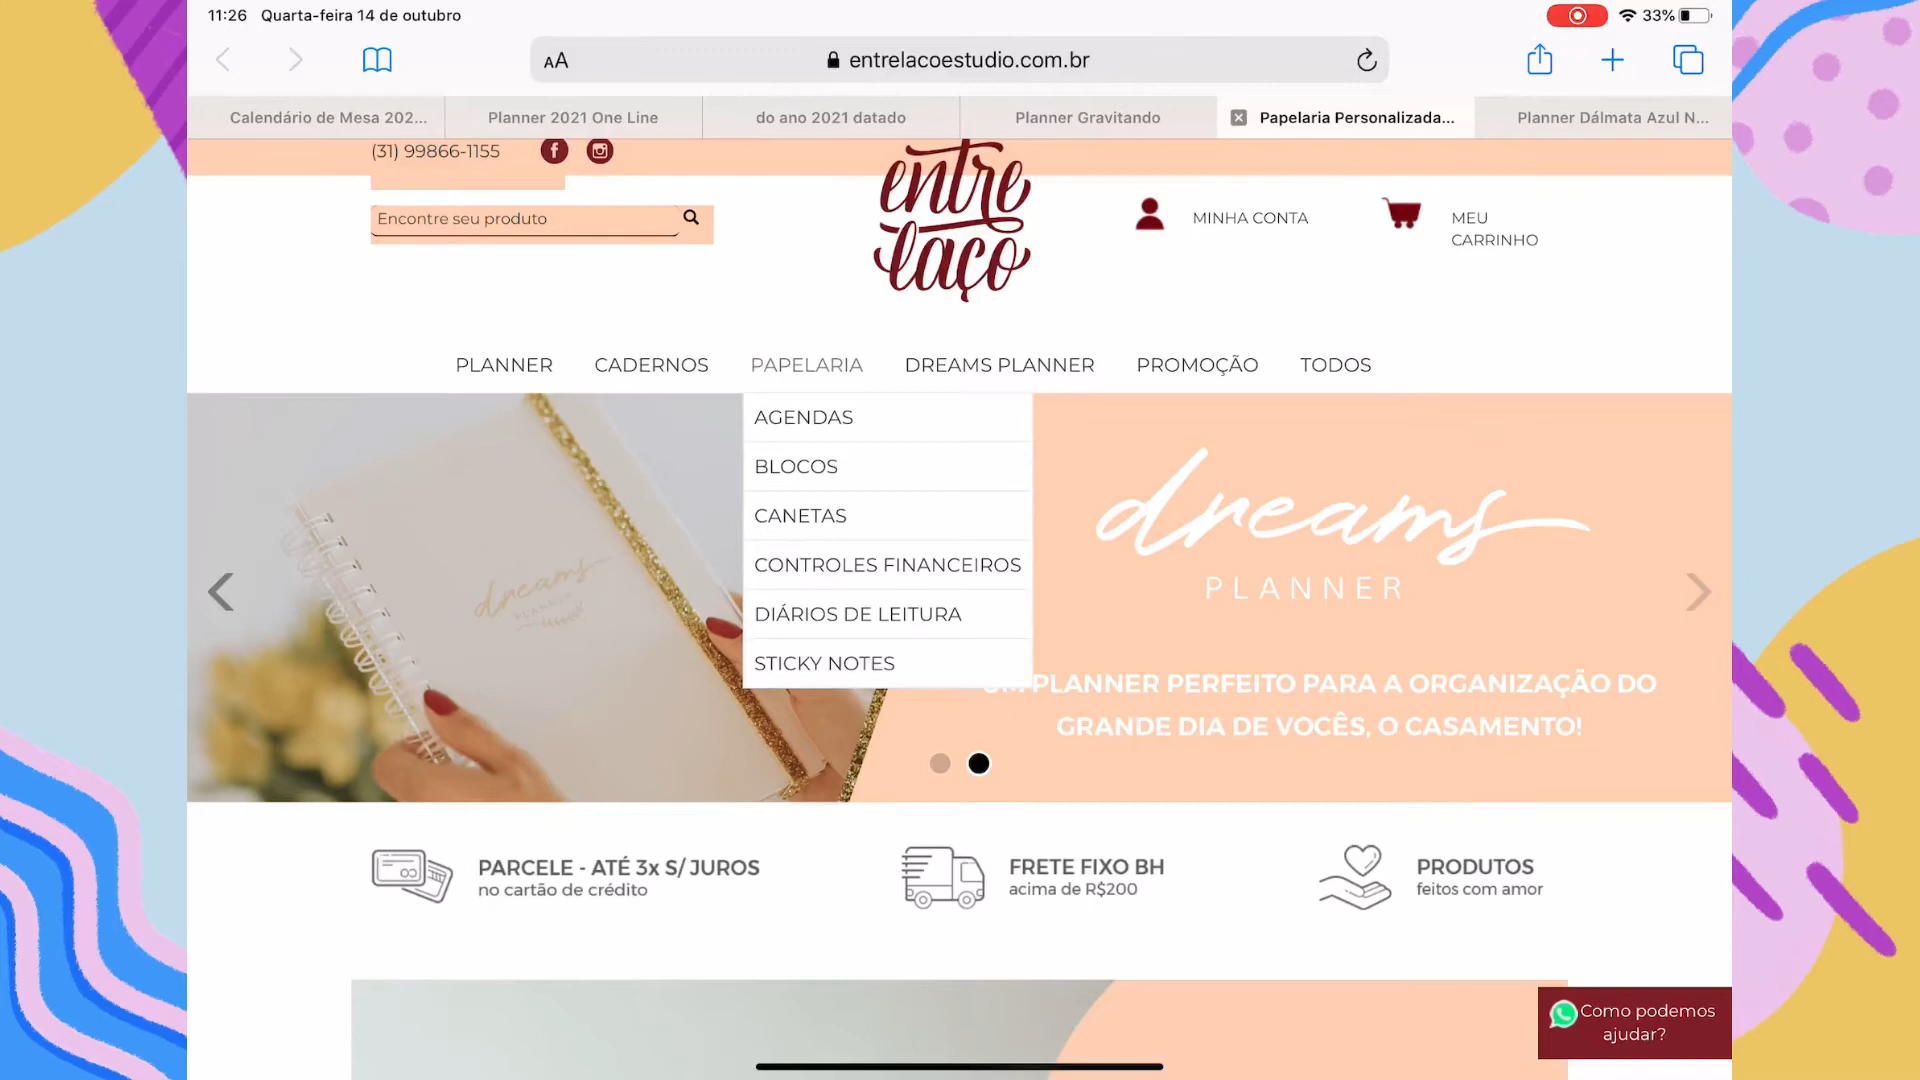 11:26 Quarta-feira 14 de outubro
33%
AA
entrelacoestudio.com.br
Calendário de Mesa 202...
Planner 2021 One Line
do ano 2021 datado
Planner Gravitando
Papelaria Personalizada...
Planner Dálmata Azul N...
(31) 99866-1155
entre
laço
Encontre seu produto
MINHA CONTA
MEU
CARRINHO
PLANNER
CADERNOS
PAPELARIA
DREAMS PLANNER
PROMOÇÃO
TODOS
AGENDAS
BLOCOS
CANETAS
CONTROLES FINANCEIROS
DIÁRIOS DE LEITURA
STICKY NOTES
dreams
PLANNER
dreams
PLANNER
PLANNER PERFEITO PARA A ORGANIZAÇÃO DO
GRANDE DIA DE VOCÊS, O CASAMENTO!
PARCELE - ATÉ 3x S/ JUROS
no cartão de crédito
FRETE FIXO BH
acima de R$200
PRODUTOS
feitos com amor
Como podemos
ajudar?